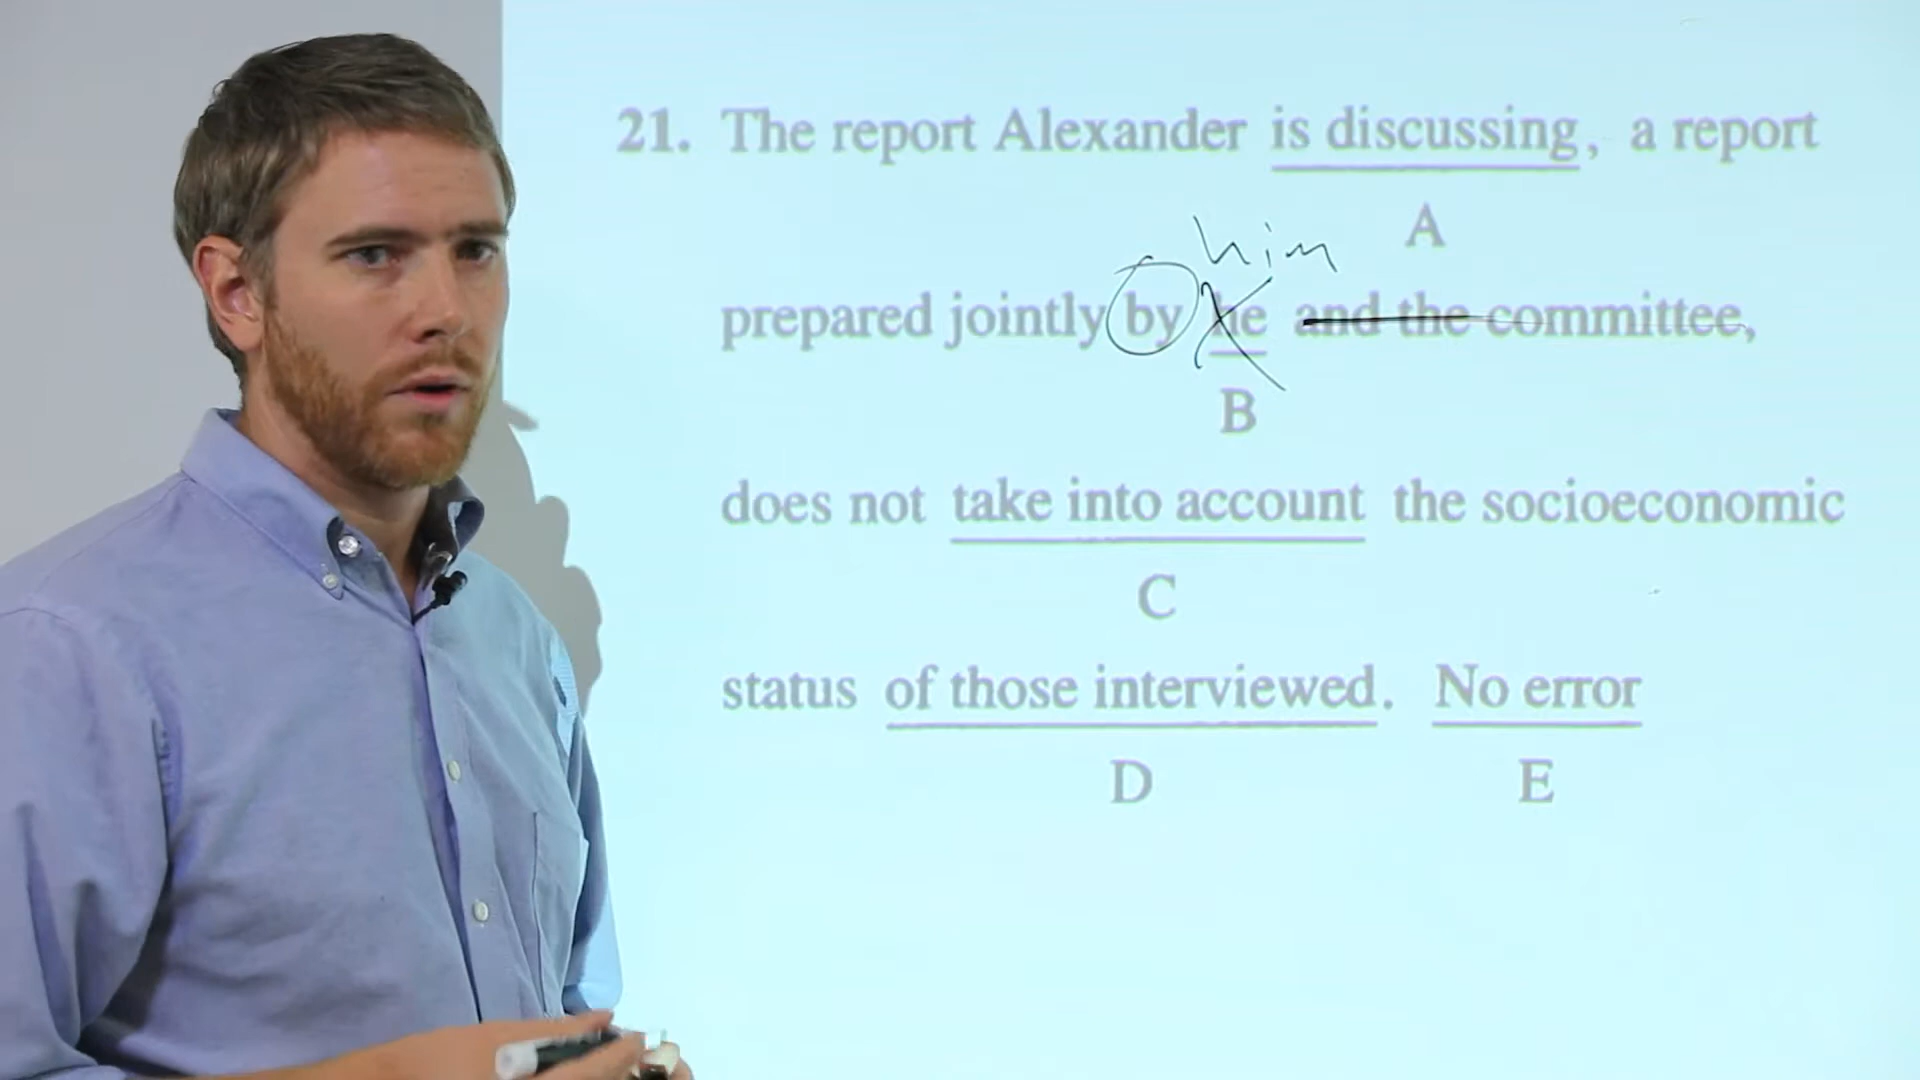 21. The report Alexander is discussing, a report
A
him
prepared jointly by he and the committee,
B
does not take into account the socioeconomic
C
status of those interviewed. No error
D E